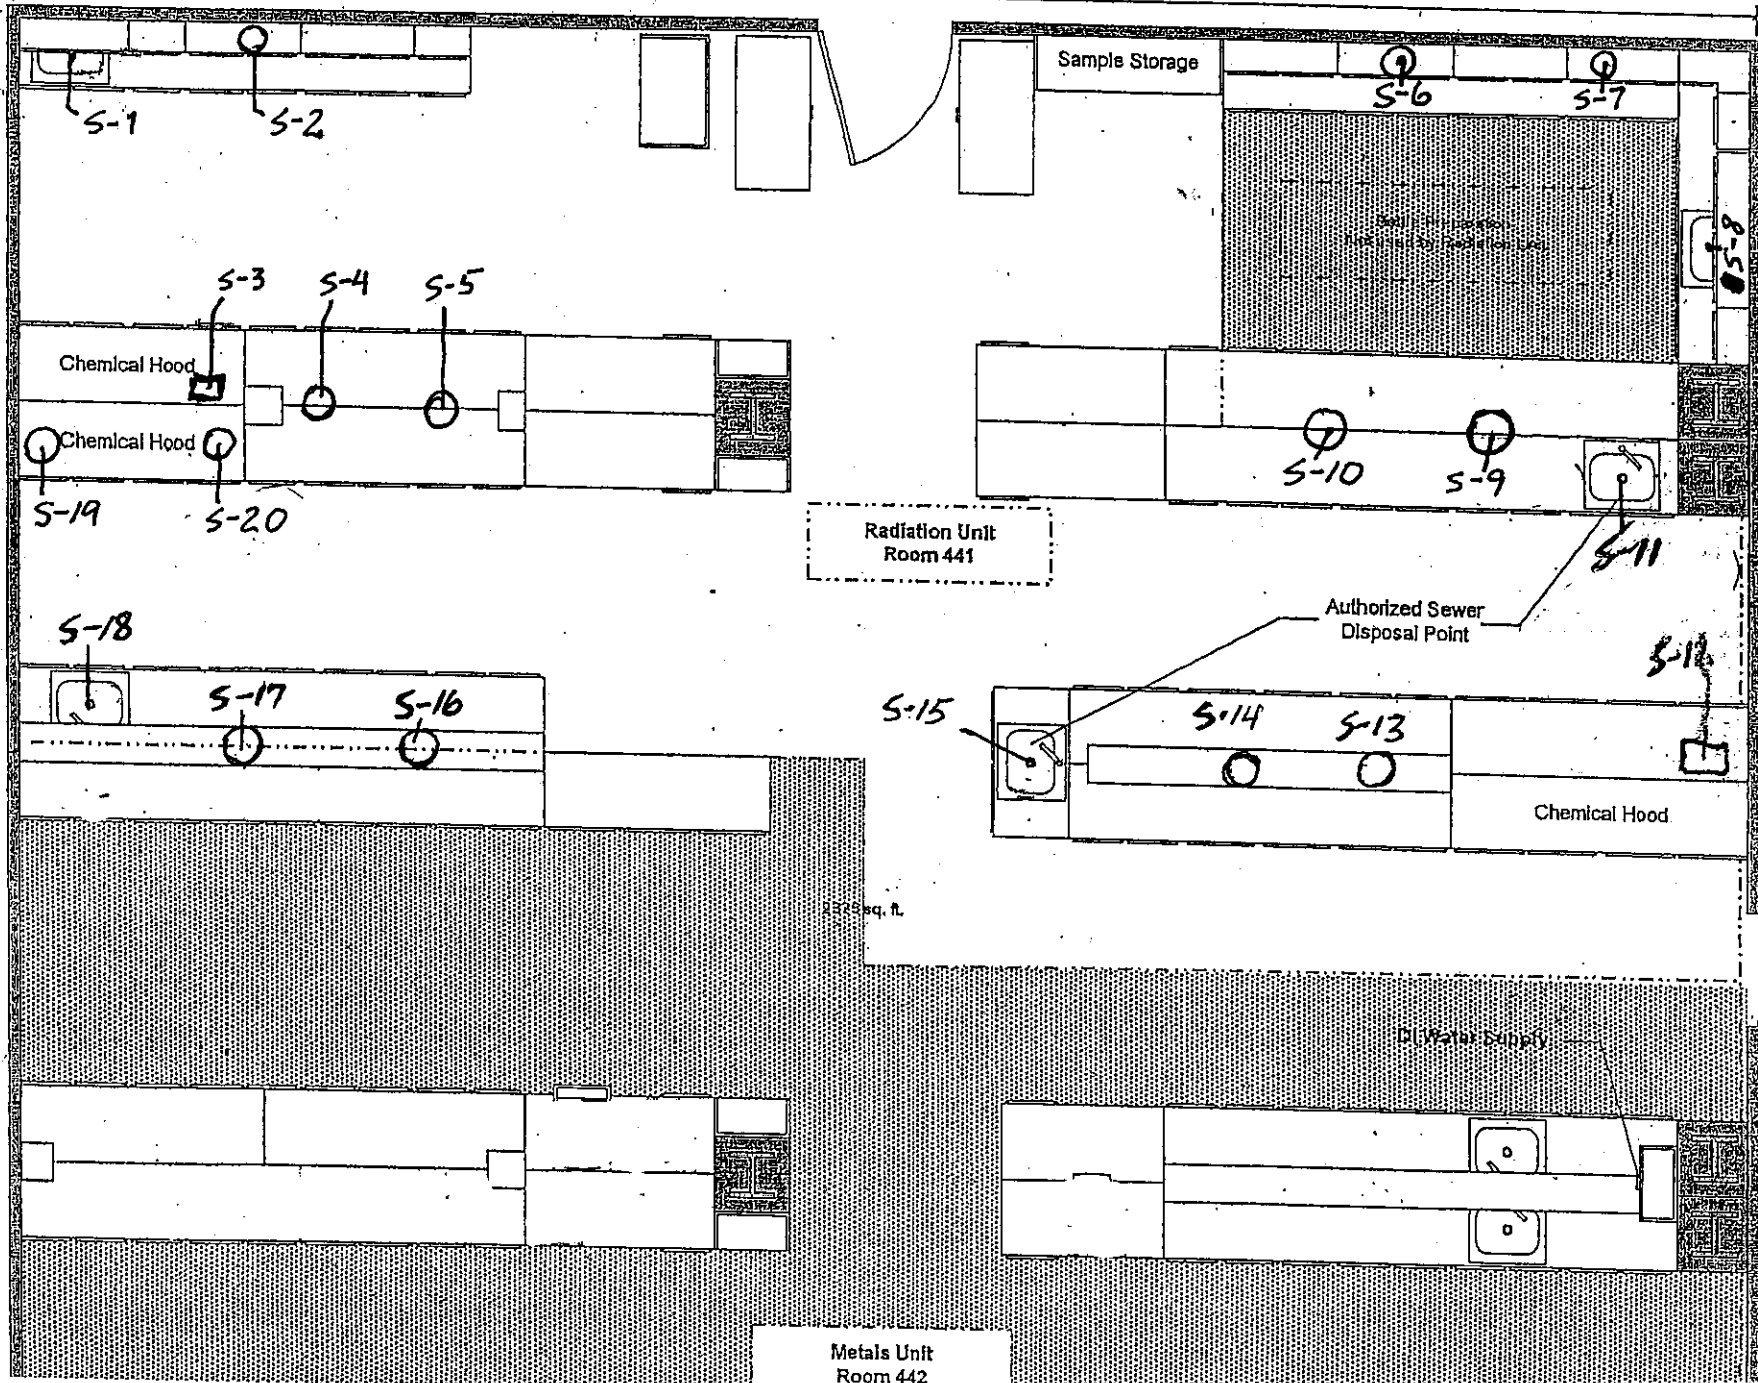 Sample Storage
S-1
S-2
S-6
S-7
S-8
S-3
S-4
S-5
Chemical Hood
Chemical Hood
S-10
S-9
S-19
S-20
Radiation Unit
Room 441
S-11
Authorized Sewer
Disposal Point
S-18
S-17
S-16
S-15
S-14
S-13
Chemical Hood
sq. ft.
DI Water Supply
Metals Unit
Room 442